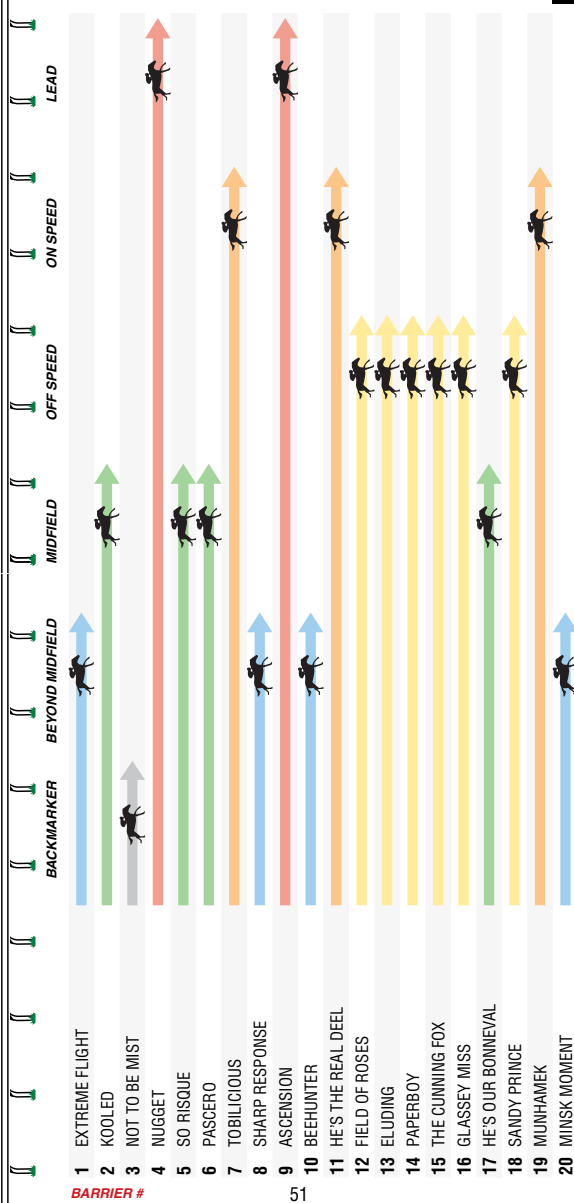 BACKMARKER BEYOND MIDFIELD MIDFIELD OFF SPEED ON SPEED LEAD
1 EXTREME FLIGHT
2 KOOLED
3 NOT TO BE MIST
4 NUGGET
5 SO RISQUE
6 PASCERO
7 TOBILICIOUS
8 SHARP RESPONSE
9 ASCENSION
10 BEEHUNTER
11 HE'S THE REAL DEEL
12 FIELD OF ROSES
13 ELUDING
14 PAPERBOY
15 THE CUNNING FOX
16 GLASSEY MISS
17 HE'S OUR BONNEVAL
18 SANDY PRINCE
19 MUNHAMEK
20 MINSK MOMENT
BARRIER #
51